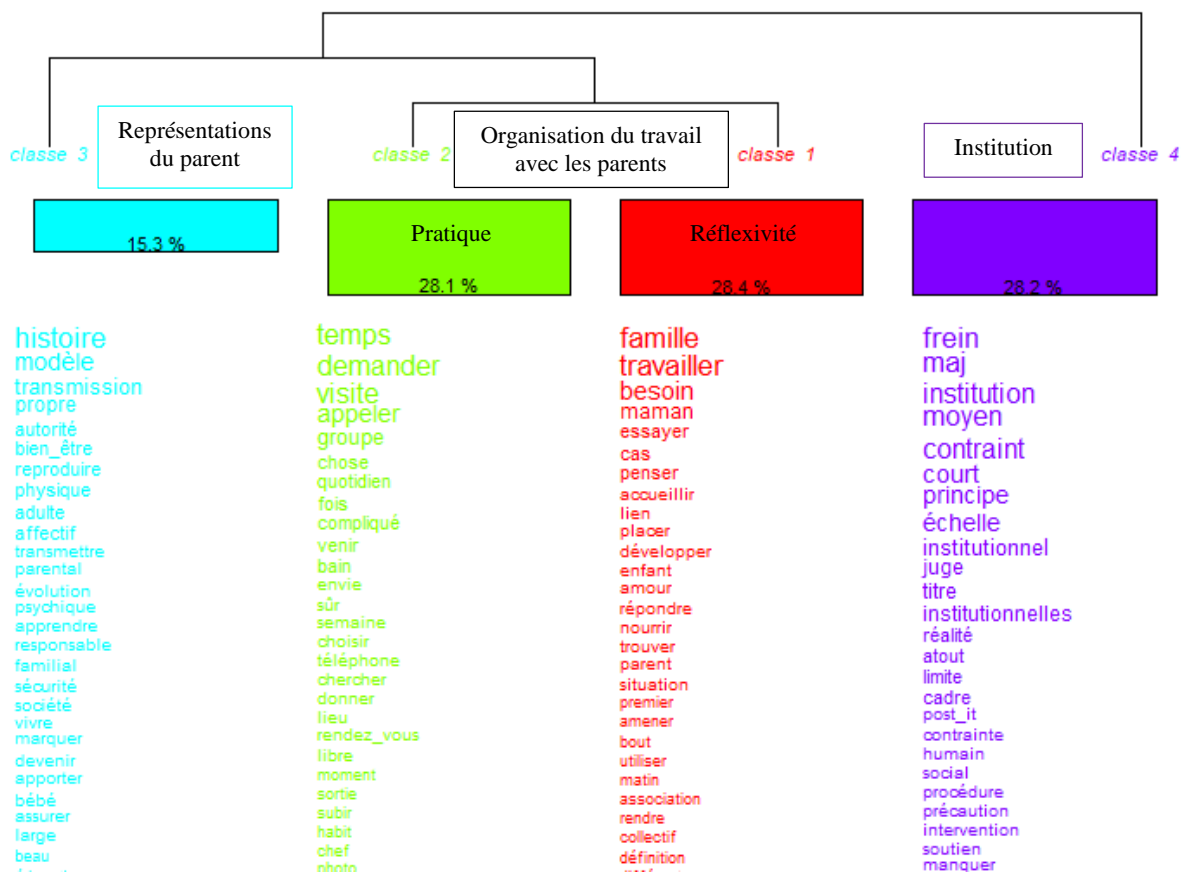 Représentations
du parent
Organisation du travail
avec les parents
Institution
classe 3
classe 2
classe 1
classe 4
Pratique
Réflexivité
15.3 %
28.1 %
28.4 %
28.2 %
histoire
modèle
transmission
propre
autorité
bien_être
reproduire
physique
adulte
affectif
transmettre
parental
évolution
psychique
apprendre
responsable
familial
sécurité
société
vivre
marquer
devenir
apporter
bébé
assurer
large
beau
temps
demander
visite
appeler
groupe
chose
quotidien
fois
compliqué
venir
bain
envie
sûr
semaine
choisir
téléphone
chercher
donner
lieu
rendez_vous
libre
moment
sortie
subir
habit
chef
photo
famille
travailler
besoin
maman
essayer
cas
penser
accueillir
lien
placer
développer
enfant
amour
répondre
nourrir
trouver
parent
situation
premier
amener
bout
utiliser
matin
association
rendre
collectif
définition
frein
maj
institution
moyen
contraint
court
principe
échelle
institutionnel
juge
titre
institutionnelles
réalité
atout
limite
cadre
post_it
contrainte
humain
social
procédure
précaution
intervention
soutien
manquer